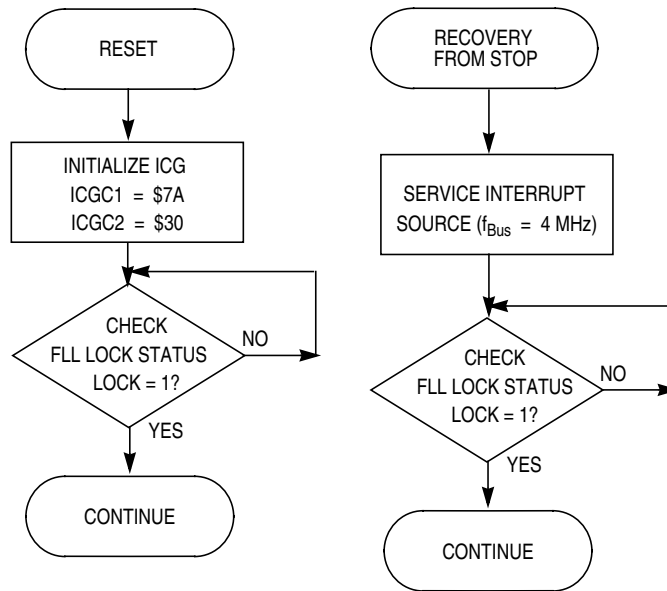 RESET
INITIALIZE ICG
ICGC1 = $7A
ICGC2 = $30
CHECK
FLL LOCK STATUS
LOCK = 1?
NO
YES
CONTINUE
RECOVERY
FROM STOP
SERVICE INTERRUPT
SOURCE (fBus = 4 MHz)
CHECK
FLL LOCK STATUS
LOCK = 1?
NO
YES
CONTINUE